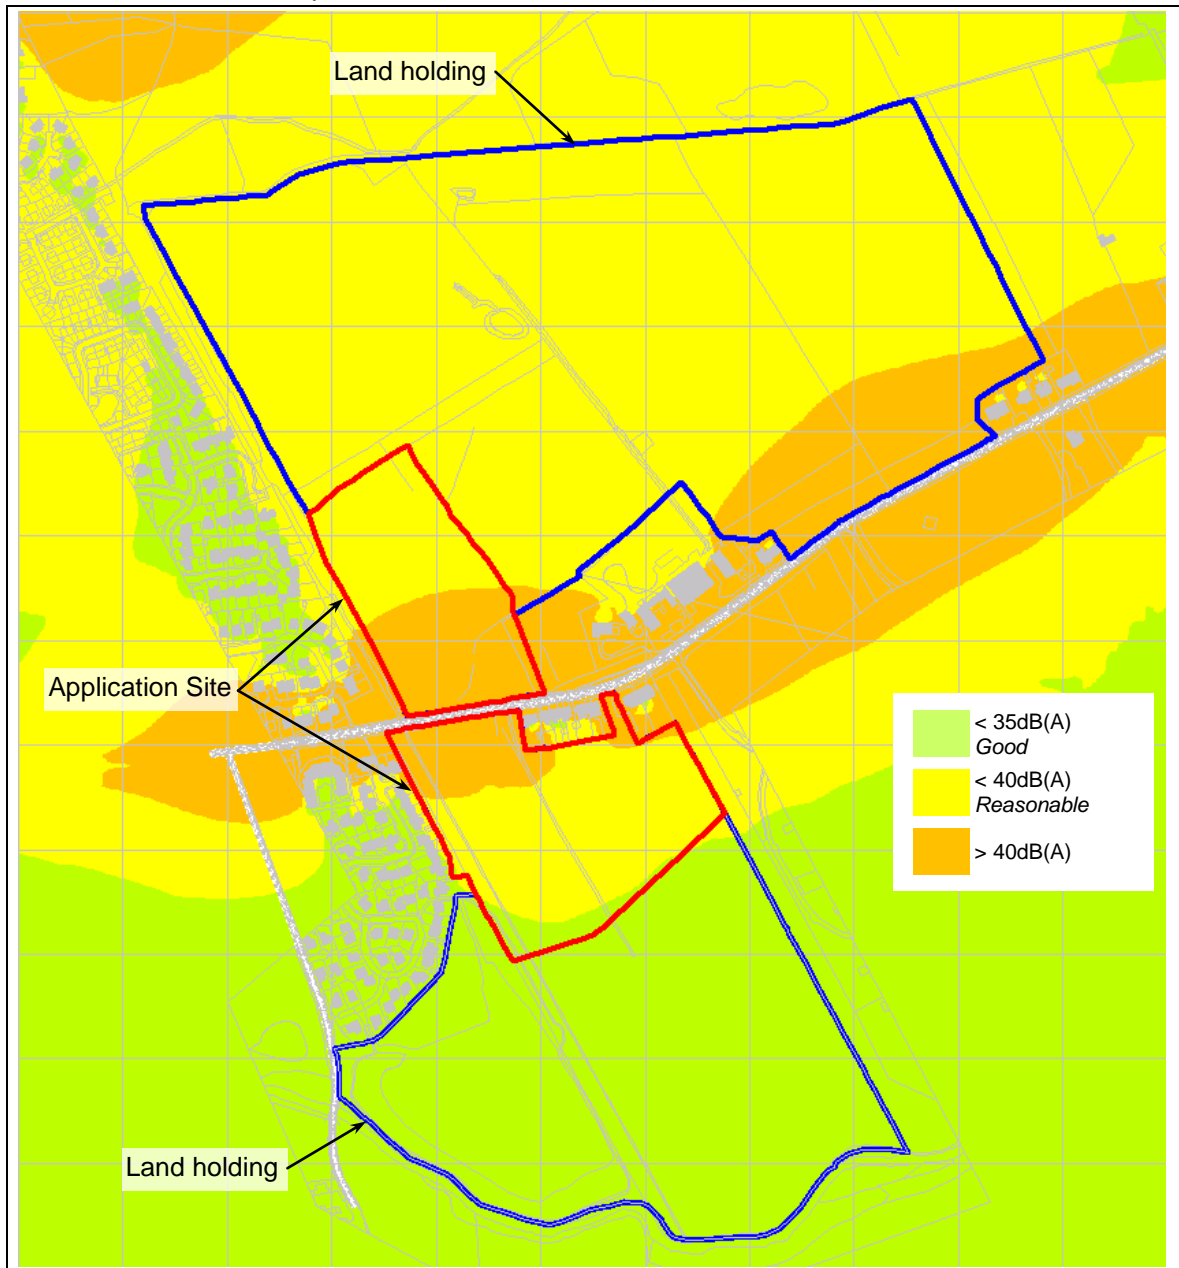 Land holding
Application Site
< 35dB(A)
Good
< 40dB(A)
Reasonable
> 40dB(A)
Land holding